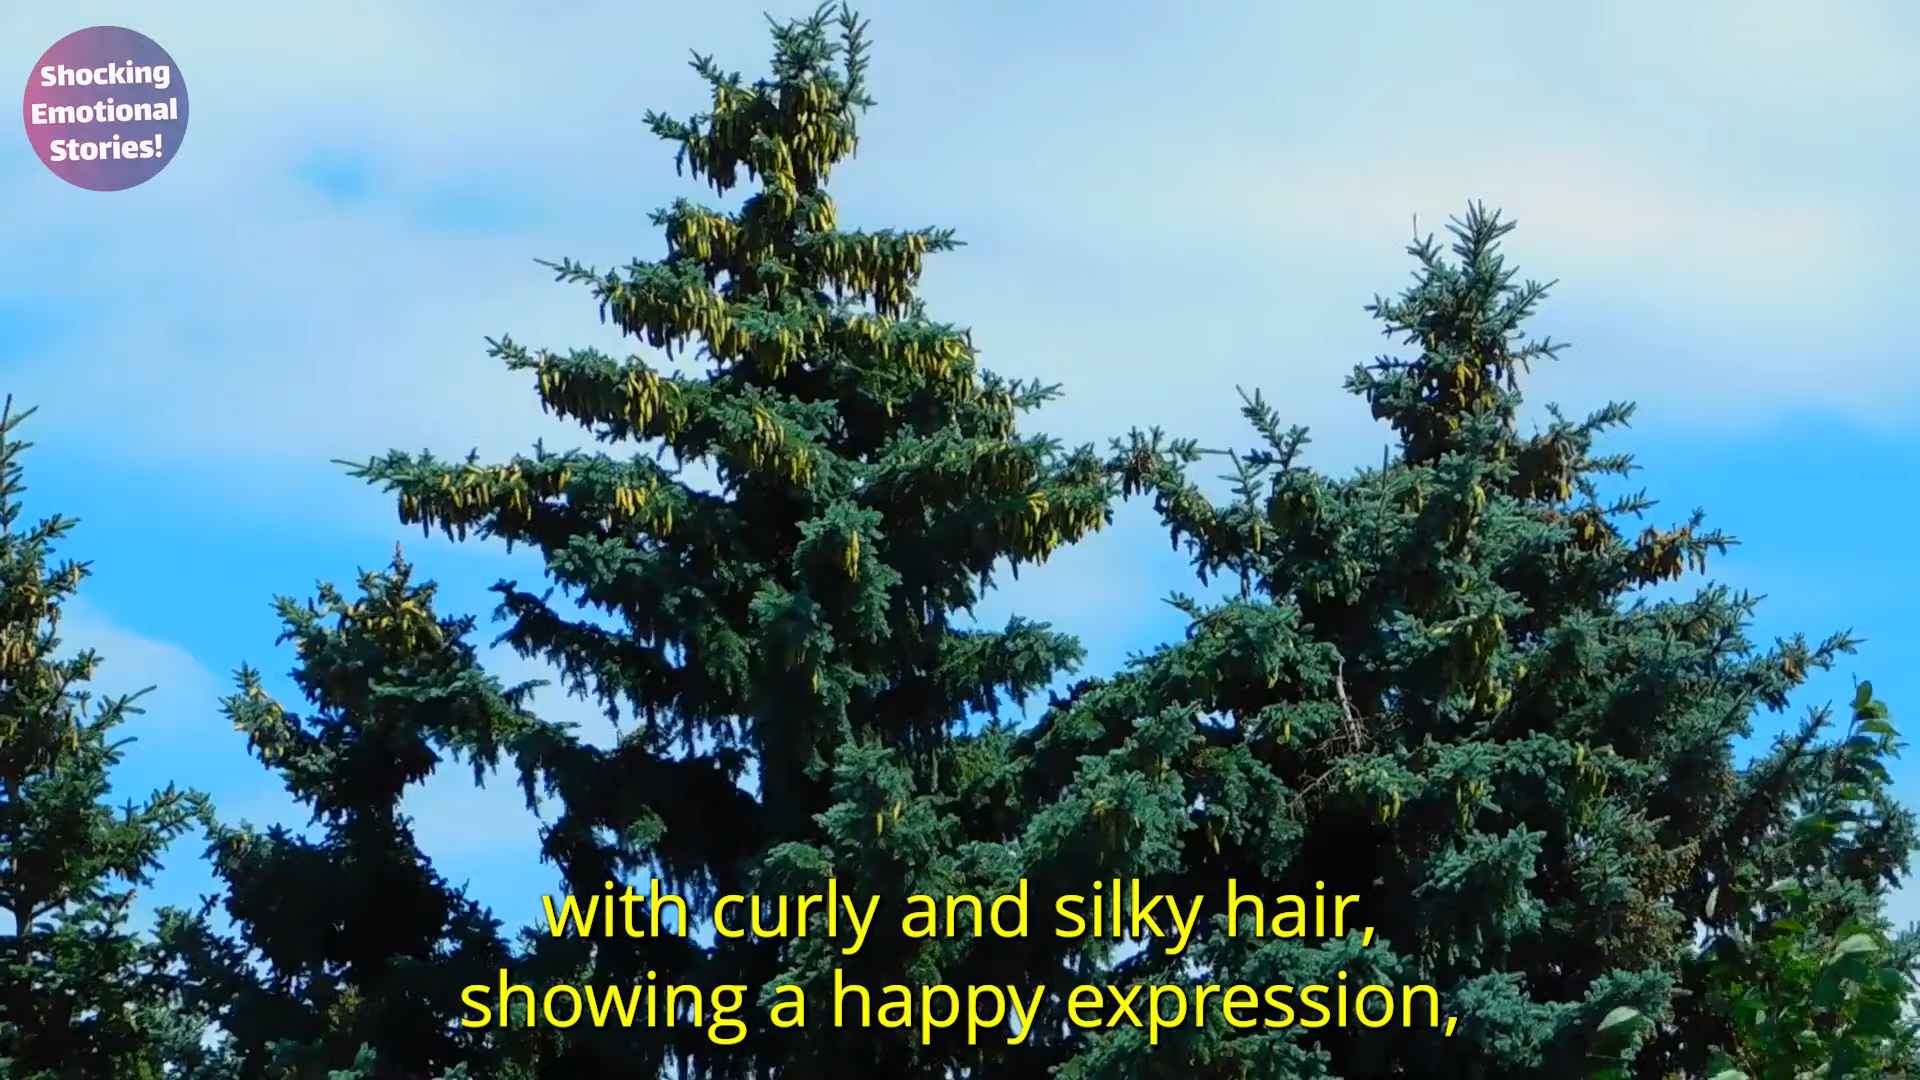 Shocking
Emotional
Stories!
with curly and silky hair,
showing a happy expression,